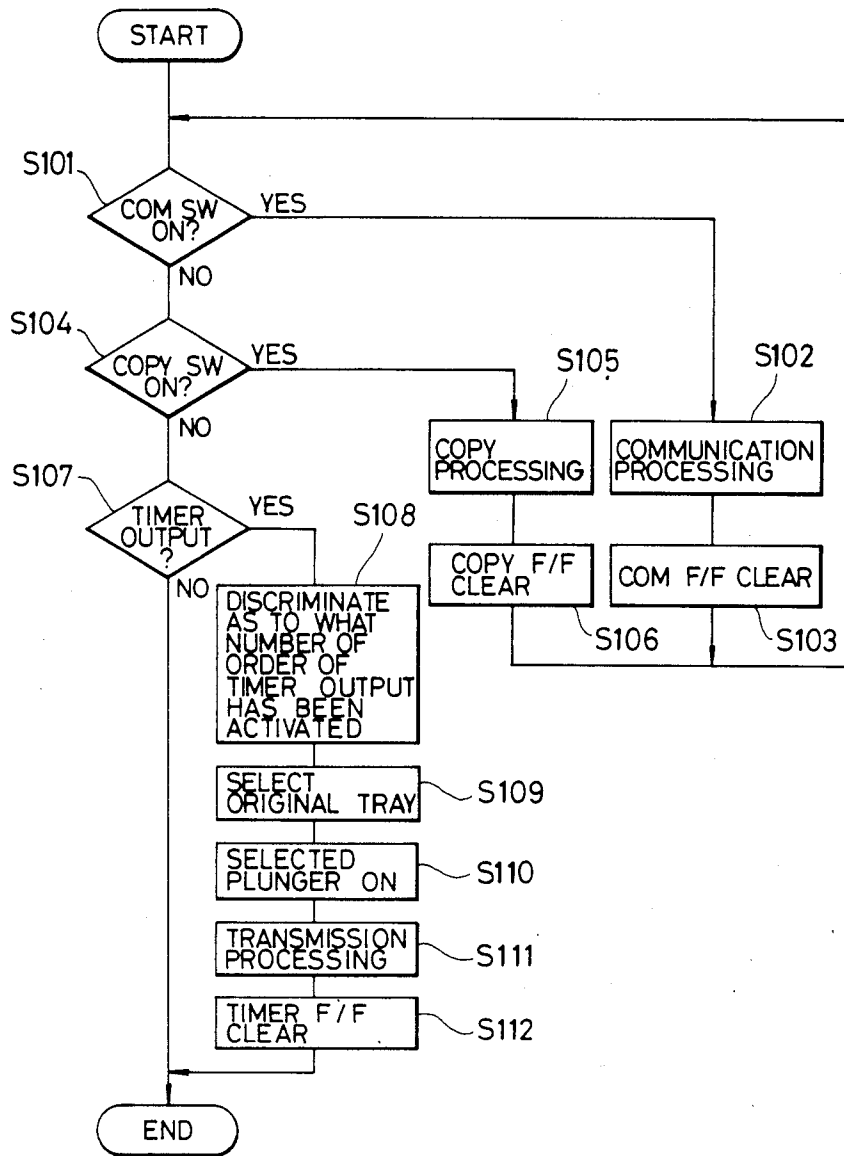 START
S101
COM SW
ON?
YES
NO
S104
COPY SW
ON?
YES
NO
S105
COPY
PROCESSING
S102
COMMUNICATION
PROCESSING
S107
TIMER
OUTPUT
?
YES
NO
S108
DISCRIMINATE
AS TO WHAT
NUMBER OF
ORDER OF
TIMER OUTPUT
HAS BEEN
ACTIVATED
COPY F/F
CLEAR
S106
COM F/F CLEAR
S103
SELECT
ORIGINAL TRAY
S109
SELECTED
PLUNGER ON
S110
TRANSMISSION
PROCESSING
S111
TIMER F/F
CLEAR
S112
END